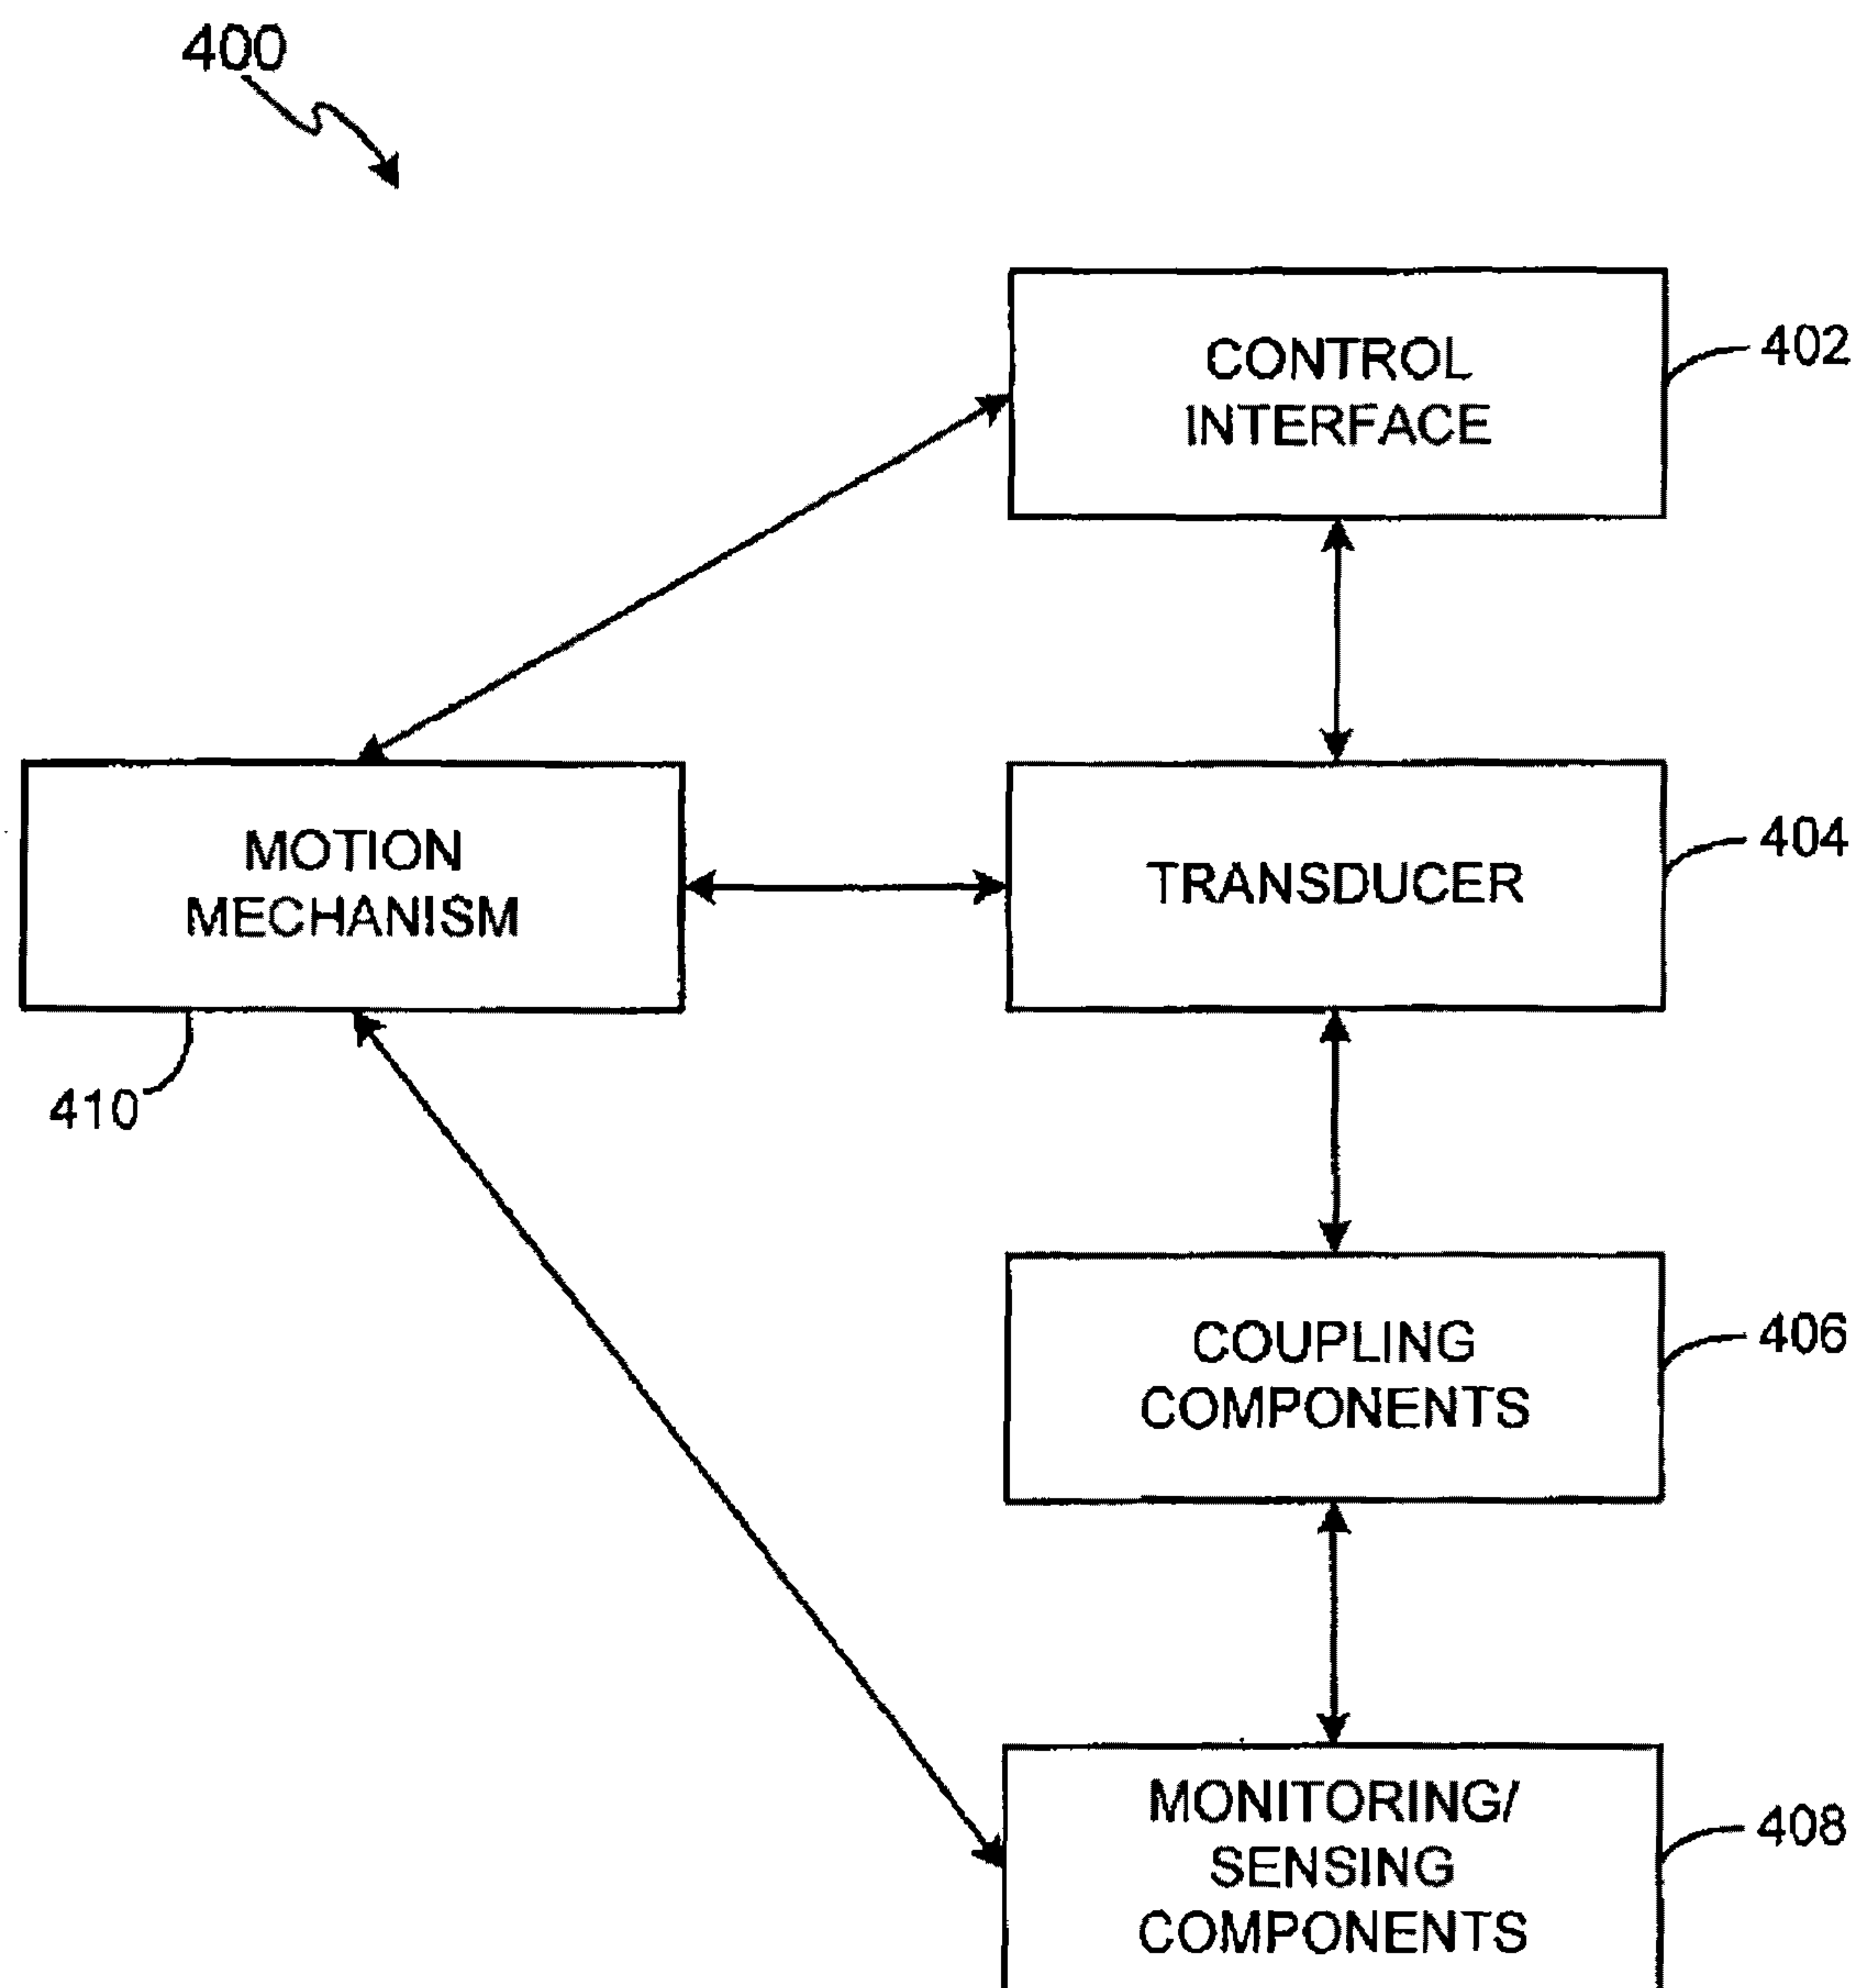 400
CONTROL
INTERFACE
402
MOTION
MECHANISM
410
TRANSDUCER
404
COUPLING
COMPONENTS
406
MONITORING/
SENSING
COMPONENTS
408